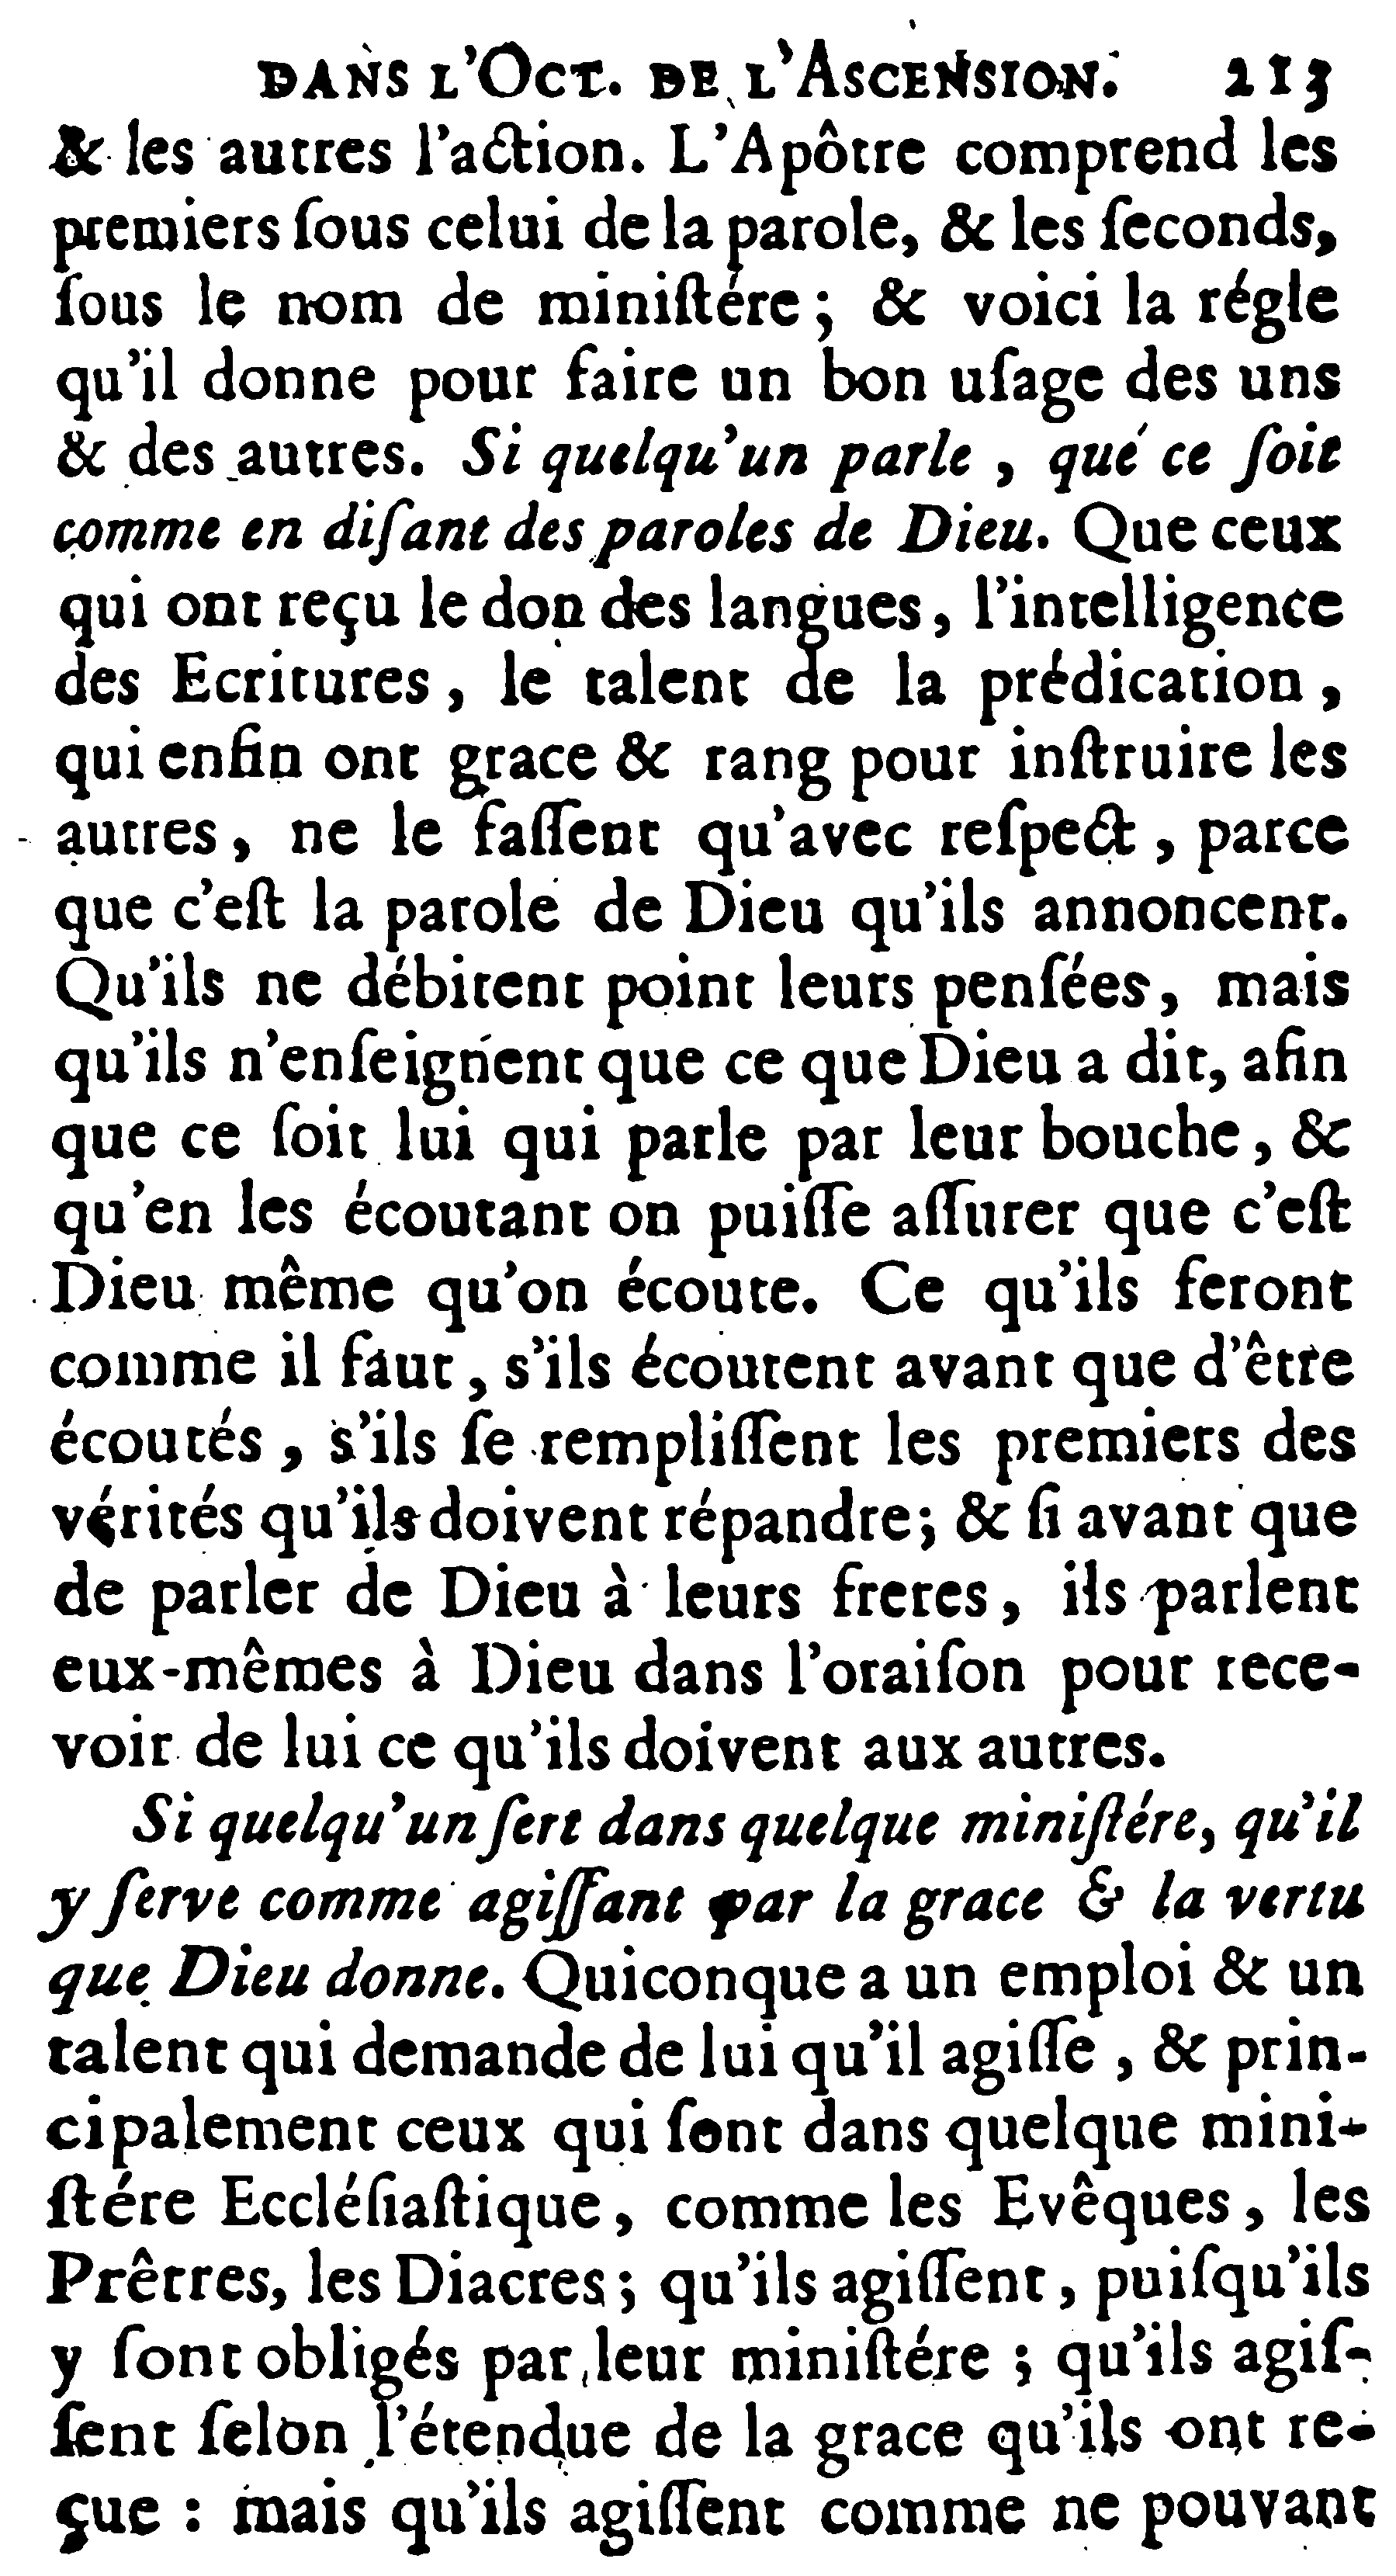 DANS L'OCT. DE L'ASCENSION. 213
& les autres l'action. L'Apôtre comprend les
premiers ſous celui de la parole, & les ſeconds,
ſous le nom de miniſtére ; & voici la régle
qu'il donne pour faire un bon uſage des uns
& des autres. Si quelqu'un parle , que ce ſoit
comme en diſant des paroles de Dieu. Que ceux
qui ont reçu le don des langues , l'intelligence
des Ecritures , le talent de la prédication ,
qui enfin ont grace & rang pour inſtruire les
autres , ne le faſſent qu'avec reſpect , parce
que c'eſt la parole de Dieu qu'ils annoncent.
Qu'ils ne débitent point leurs penſées, mais
qu'ils n'enſeignent que ce que Dieu a dit, afin
que ce ſoit lui qui parle par leur bouche , &
qu'en les écoutant on puiſſe aſſurer que c'eſt
Dieu même qu'on écoute. Ce qu'ils feront
comme il faut , s'ils écoutent avant que d'être
écoutés , s'ils ſe rempliſſent les premiers des
vérités qu'ils doivent répandre ; & ſi avant que
de parler de Dieu à leurs freres , ils parlent
eux-mêmes à Dieu dans l'oraiſon pour rece-
voir de lui ce qu'ils doivent aux autres.
Si quelqu'un ſert dans quelque miniſtére, qu'il
y ſerve comme agiſſant par la grace & la vertu
que Dieu donne. Quiconque a un emploi & un
talent qui demande de lui qu'il agiſſe , & prin-
cipalement ceux qui ſont dans quelque mini-
ſtére Eccléſiaſtique , comme les Evêques , les
Prêtres, les Diacres ; qu'ils agiſſent , puiſqu'ils
y ſont obligés par leur miniſtére ; qu'ils agiſ-
ſent ſelon l'étendue de la grace qu'ils ont re-
çue : mais qu'ils agiſſent comme ne pouvant